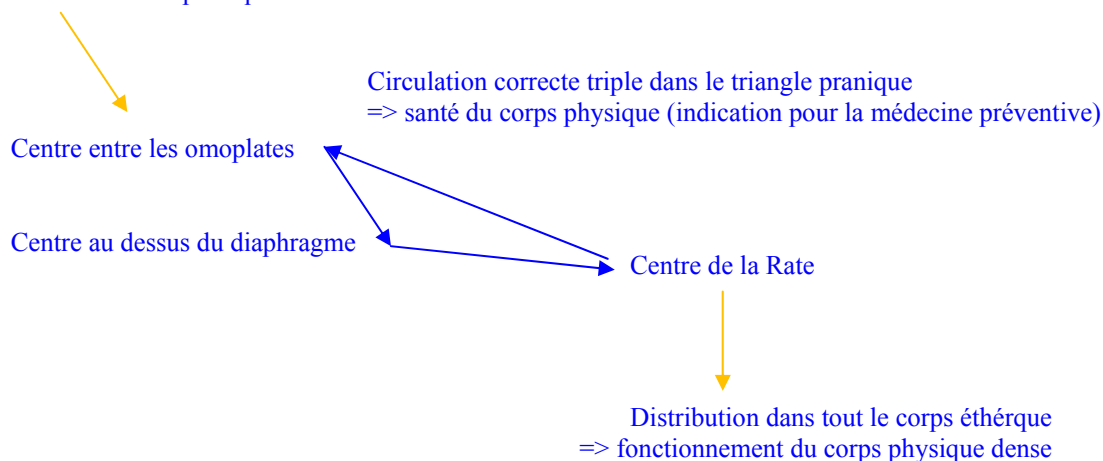 Circulation correcte triple dans le triangle pranique
=> santé du corps physique (indication pour la médecine préventive)
Centre entre les omoplates
Centre au dessus du diaphragme
Centre de la Rate
Distribution dans tout le corps éthérque
=> fonctionnement du corps physique dense